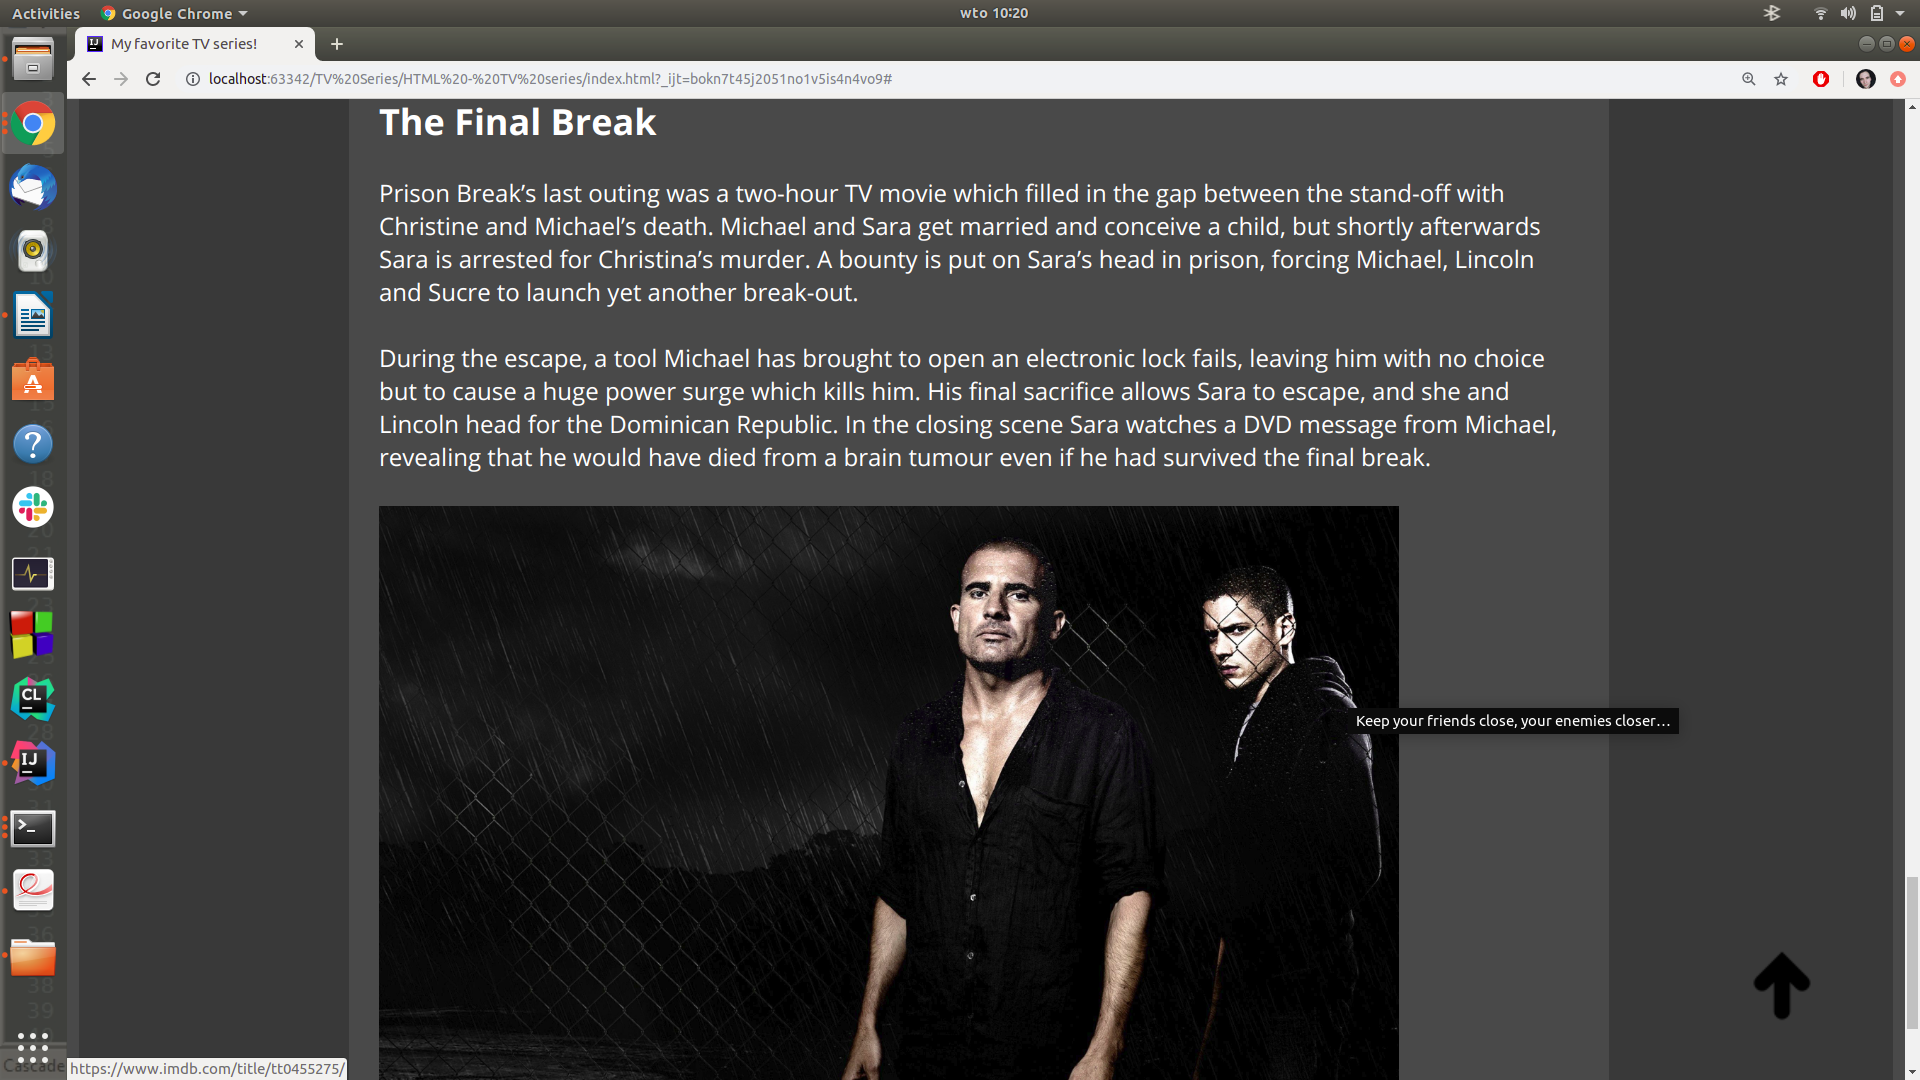 Activities
Google Chrome
wto 10:20
My favorite TV series!
localhost:63342/TV%20Series/HTML%20-%20TV%20series/index.html?_ijt=bokn7t45j2051no1v5is4n4vo9#
The Final Break
Prison Break’s last outing was a two-hour TV movie which filled in the gap between the stand-off with
Christine and Michael’s death. Michael and Sara get married and conceive a child, but shortly afterwards
Sara is arrested for Christina’s murder. A bounty is put on Sara’s head in prison, forcing Michael, Lincoln
and Sucre to launch yet another break-out.
During the escape, a tool Michael has brought to open an electronic lock fails, leaving him with no choice
but to cause a huge power surge which kills him. His final sacrifice allows Sara to escape, and she and
Lincoln head for the Dominican Republic. In the closing scene Sara watches a DVD message from Michael,
revealing that he would have died from a brain tumour even if he had survived the final break.
Keep your friends close, your enemies closer…
CL
IJ
Cascade
https://www.imdb.com/title/tt0455275/